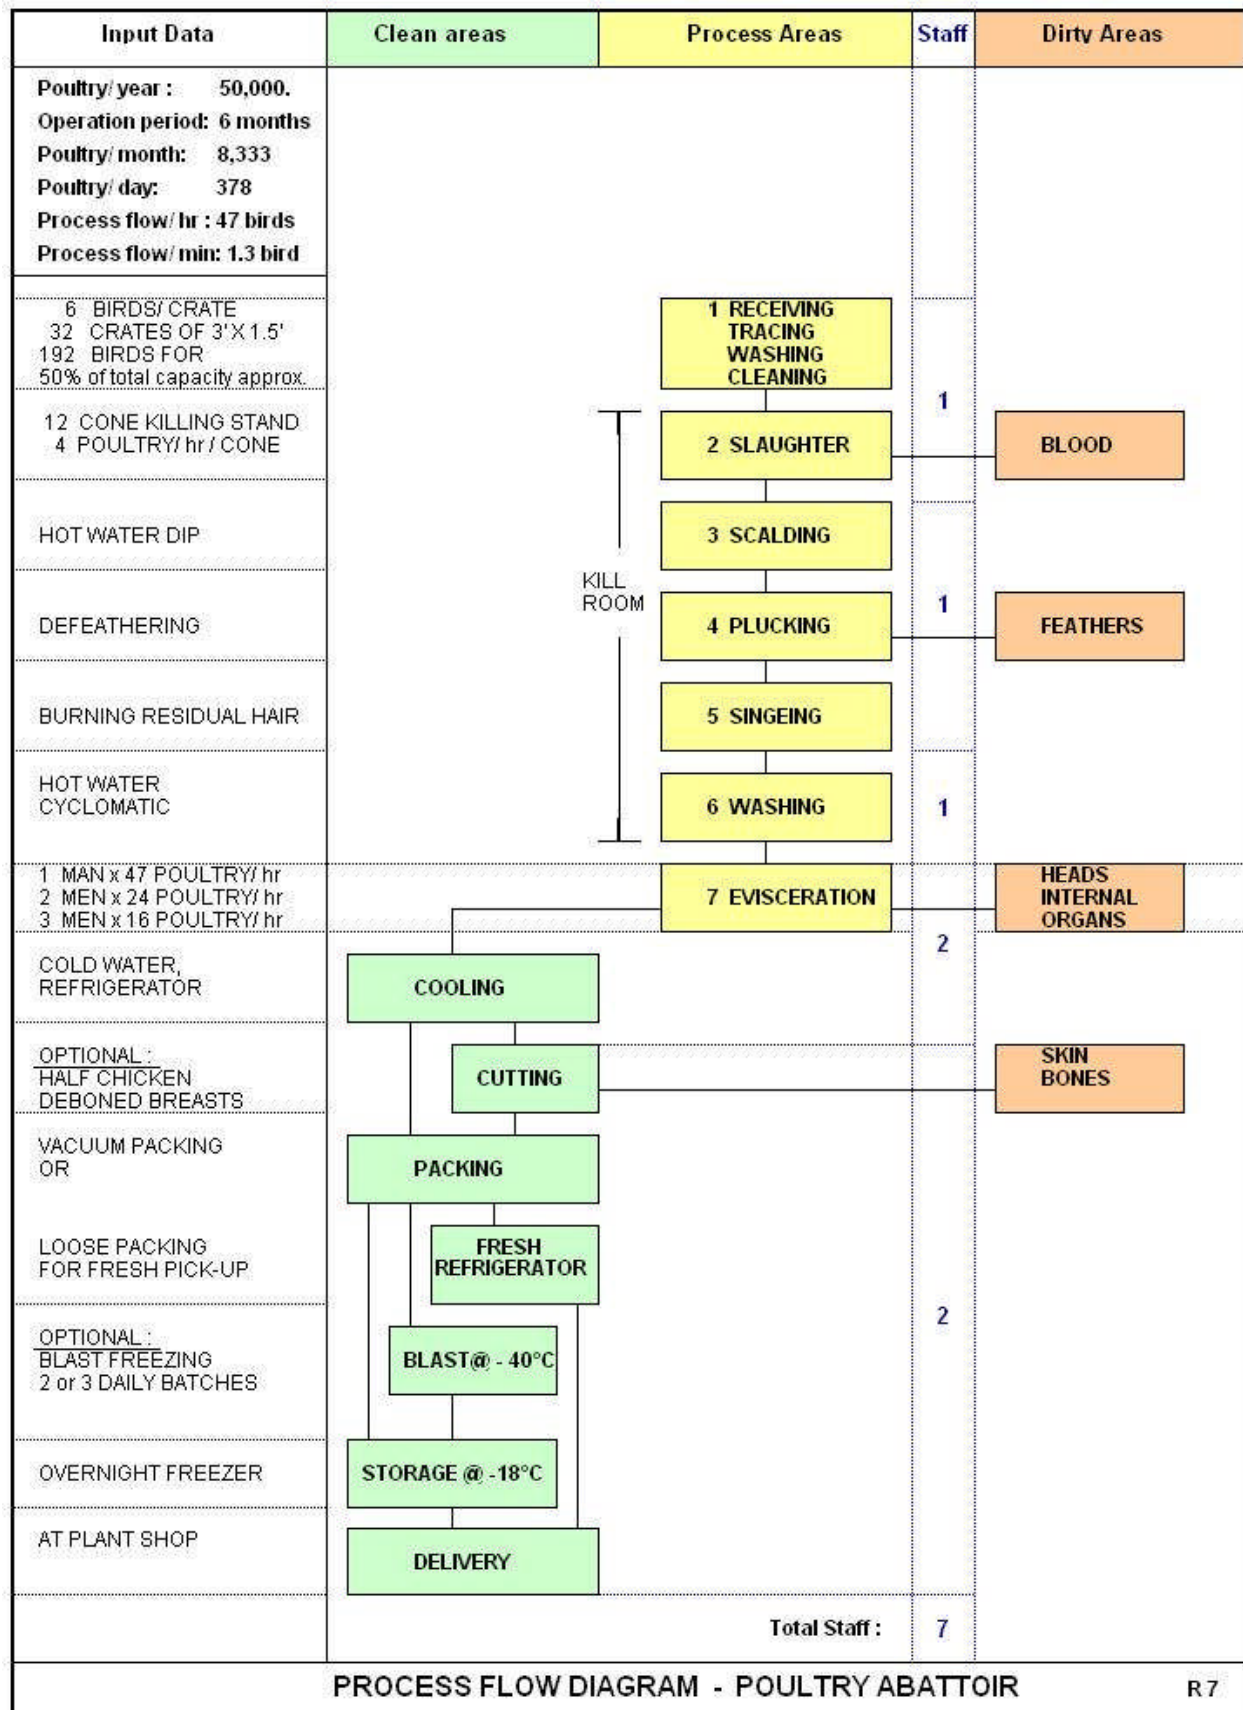 Input Data
Clean areas
Process Areas
Staff
Dirty Areas
Poultry/ year : 50,000.
Operation period: 6 months
Poultry/ month: 8,333
Poultry/ day: 378
Process flow/ hr : 47 birds
Process flow/ min: 1.3 bird
6 BIRDS/ CRATE
32 CRATES OF 3' X 1.5'
192 BIRDS FOR
50% of total capacity approx.
1 RECEIVING
TRACING
WASHING
CLEANING
1
12 CONE KILLING STAND
4 POULTRY/ hr / CONE
2 SLAUGHTER
BLOOD
HOT WATER DIP
3 SCALDING
KILL
ROOM
1
DEFEATHERING
4 PLUCKING
FEATHERS
BURNING RESIDUAL HAIR
5 SINGEING
HOT WATER
CYCLOMATIC
6 WASHING
1
1 MAN x 47 POULTRY/ hr
2 MEN x 24 POULTRY/ hr
3 MEN x 16 POULTRY/ hr
7 EVISCERATION
HEADS
INTERNAL
ORGANS
2
COLD WATER,
REFRIGERATOR
COOLING
OPTIONAL :
HALF CHICKEN
DEBONED BREASTS
CUTTING
SKIN
BONES
VACUUM PACKING
OR
PACKING
LOOSE PACKING
FOR FRESH PICK-UP
FRESH
REFRIGERATOR
2
OPTIONAL :
BLAST FREEZING
2 or 3 DAILY BATCHES
BLAST@ - 40°C
OVERNIGHT FREEZER
STORAGE @ -18°C
AT PLANT SHOP
DELIVERY
Total Staff : 7
PROCESS FLOW DIAGRAM - POULTRY ABATTOIR
R 7